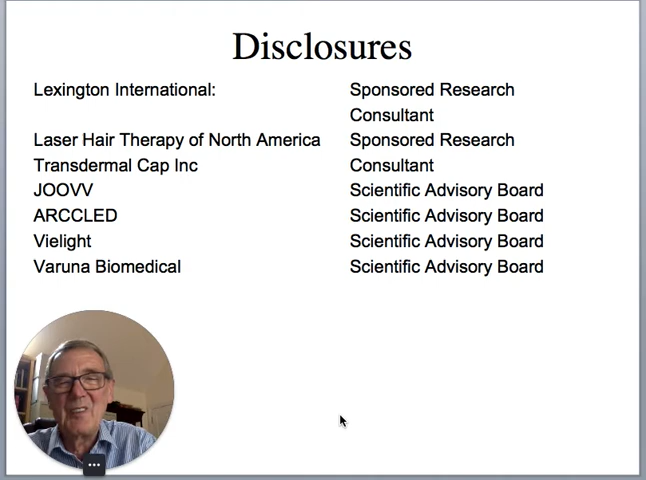 Disclosures
Lexington International: Sponsored Research
Consultant
Laser Hair Therapy of North America Sponsored Research
Transdermal Cap Inc Consultant
JOOVV Scientific Advisory Board
ARCCLED Scientific Advisory Board
Vielight Scientific Advisory Board
Varuna Biomedical Scientific Advisory Board